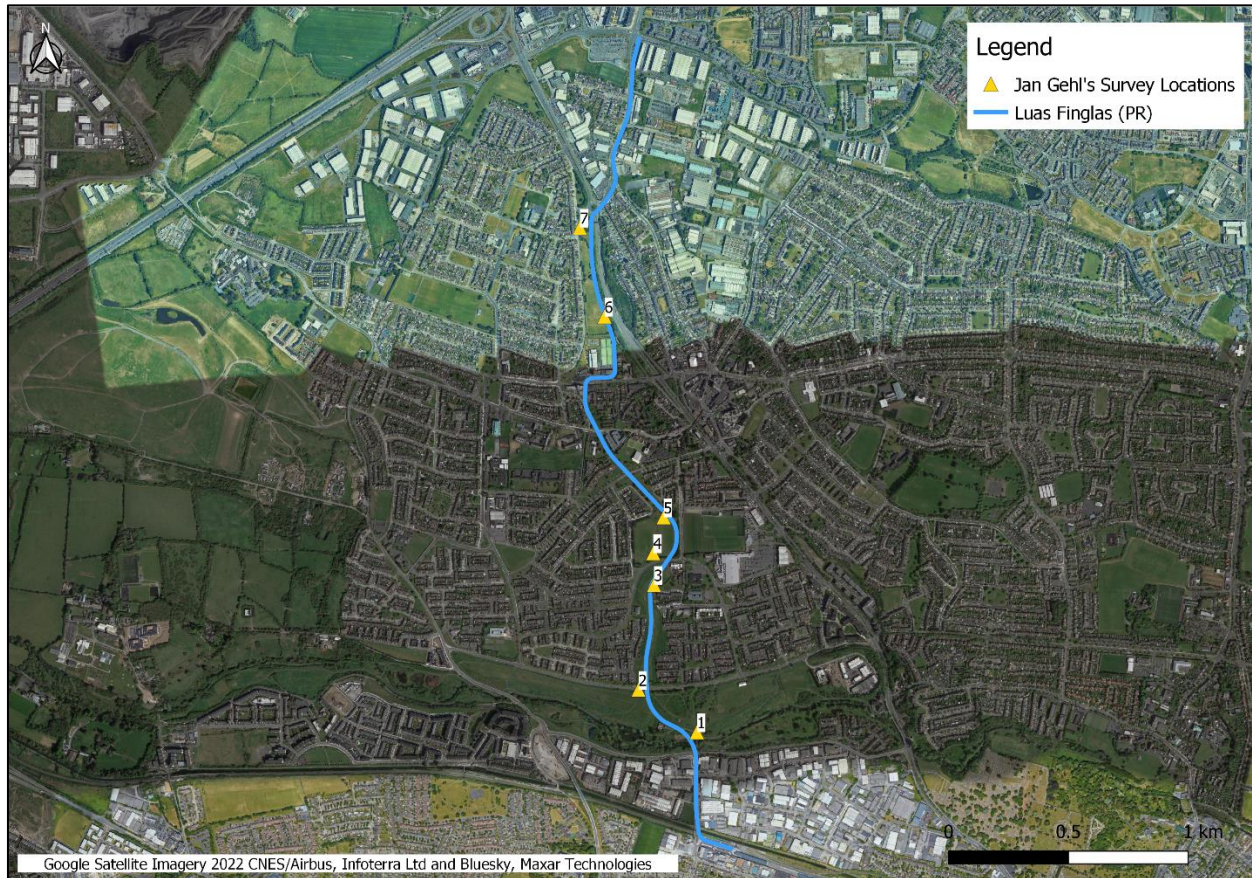 N
Legend
Jan Gehl's Survey Locations
Luas Finglas (PR)
7
6
5
4
3
2
1
0 0.5 1 km
Google Satellite Imagery 2022 CNES/Airbus, Infoterra Ltd and Bluesky, Maxar Technologies